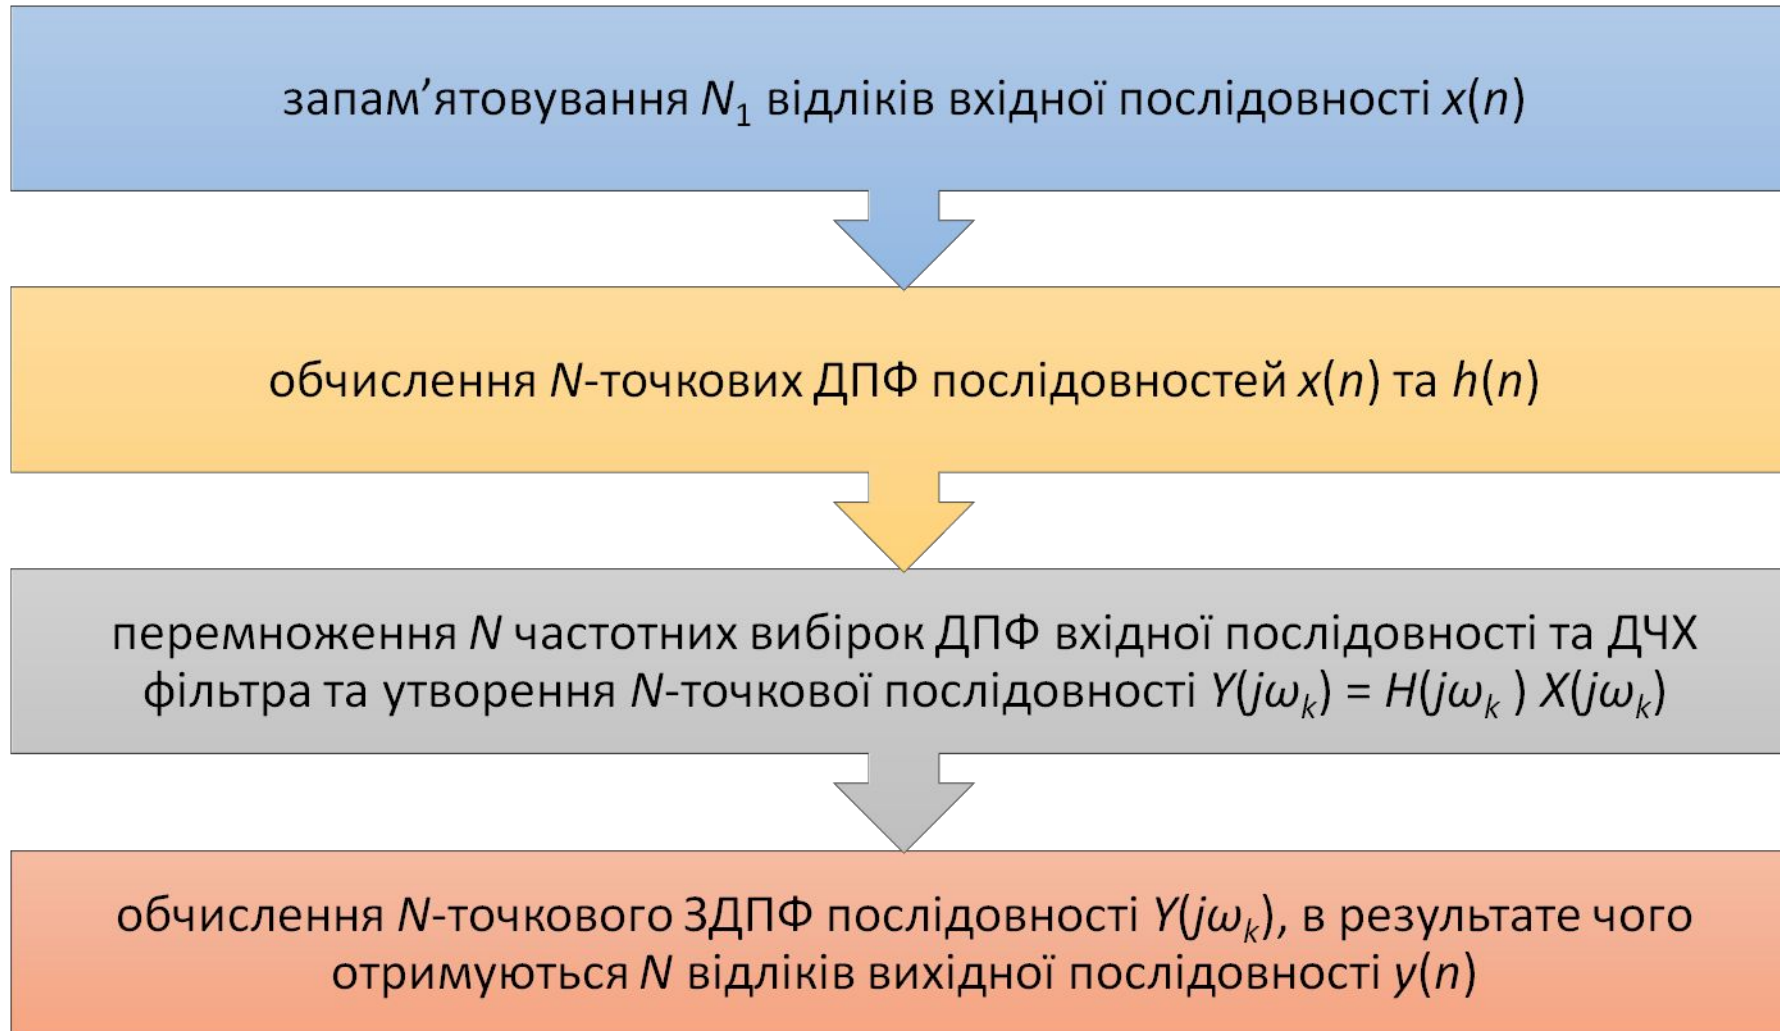 запам’ятовування N₁ відліків вхідної послідовності x(n)
обчислення N-точкових ДПФ послідовностей x(n) та h(n)
перемноження N частотних вибірок ДПФ вхідної послідовності та ДЧХ
фільтра та утворення N-точкової послідовності Y(jωₖ) = H(jωₖ ) X(jωₖ)
обчислення N-точкового ЗДПФ послідовності Y(jωₖ), в результате чого
отримуються N відліків вихідної послідовності y(n)